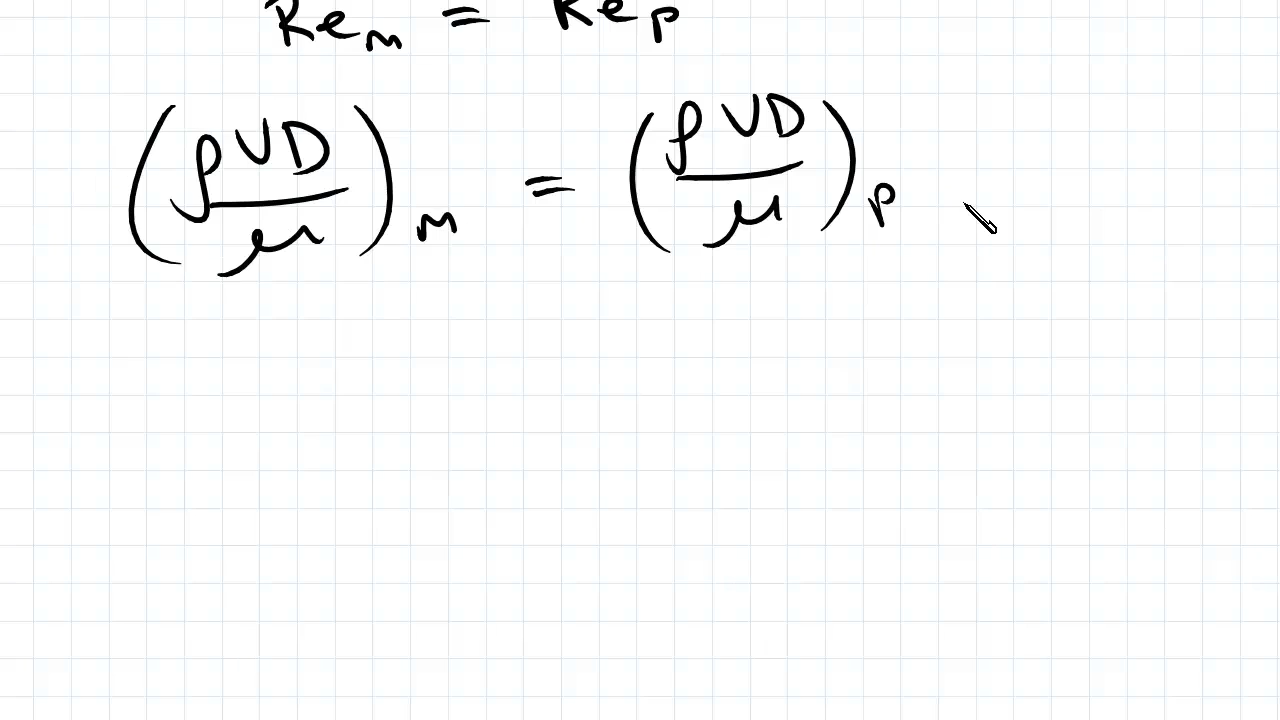 Re_m = Re_p
(ρVD/μ)_m = (ρVD/μ)_p